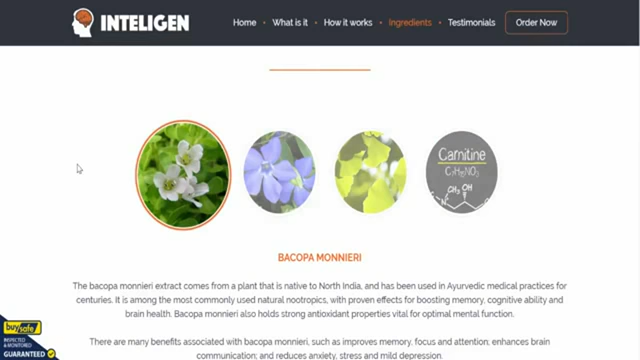 INTELIGEN
Home • What is it • How it works • Ingredients • Testimonials
Order Now
Carnitine
CH₃ OH
BACOPA MONNIERI
The bacopa monnieri extract comes from a plant that is native to North India, and has been used in Ayurvedic medical practices for
centuries. It is among the most commonly used natural nootropics, with proven effects for boosting memory, cognitive ability and
brain health. Bacopa monnieri also holds strong antioxidant properties vital for optimal mental function.
There are many benefits associated with bacopa monnieri, such as improves memory, focus and attention; enhances brain
communication; and reduces anxiety, stress and mild depression.
buySAFE
INSPECTED
& MONITORED
GUARANTEED